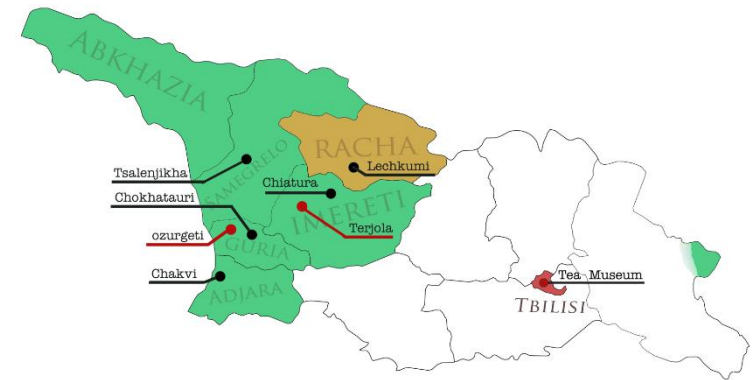 ABKHAZIA
RACHA
Lechkumi
SAMEGRELO
Tsalenjikha
Chiatura
Chokhatauri
IMERETI
Terjola
ozurgeti
GURIA
Chakvi
ADJARA
Tea Museum
TBILISI